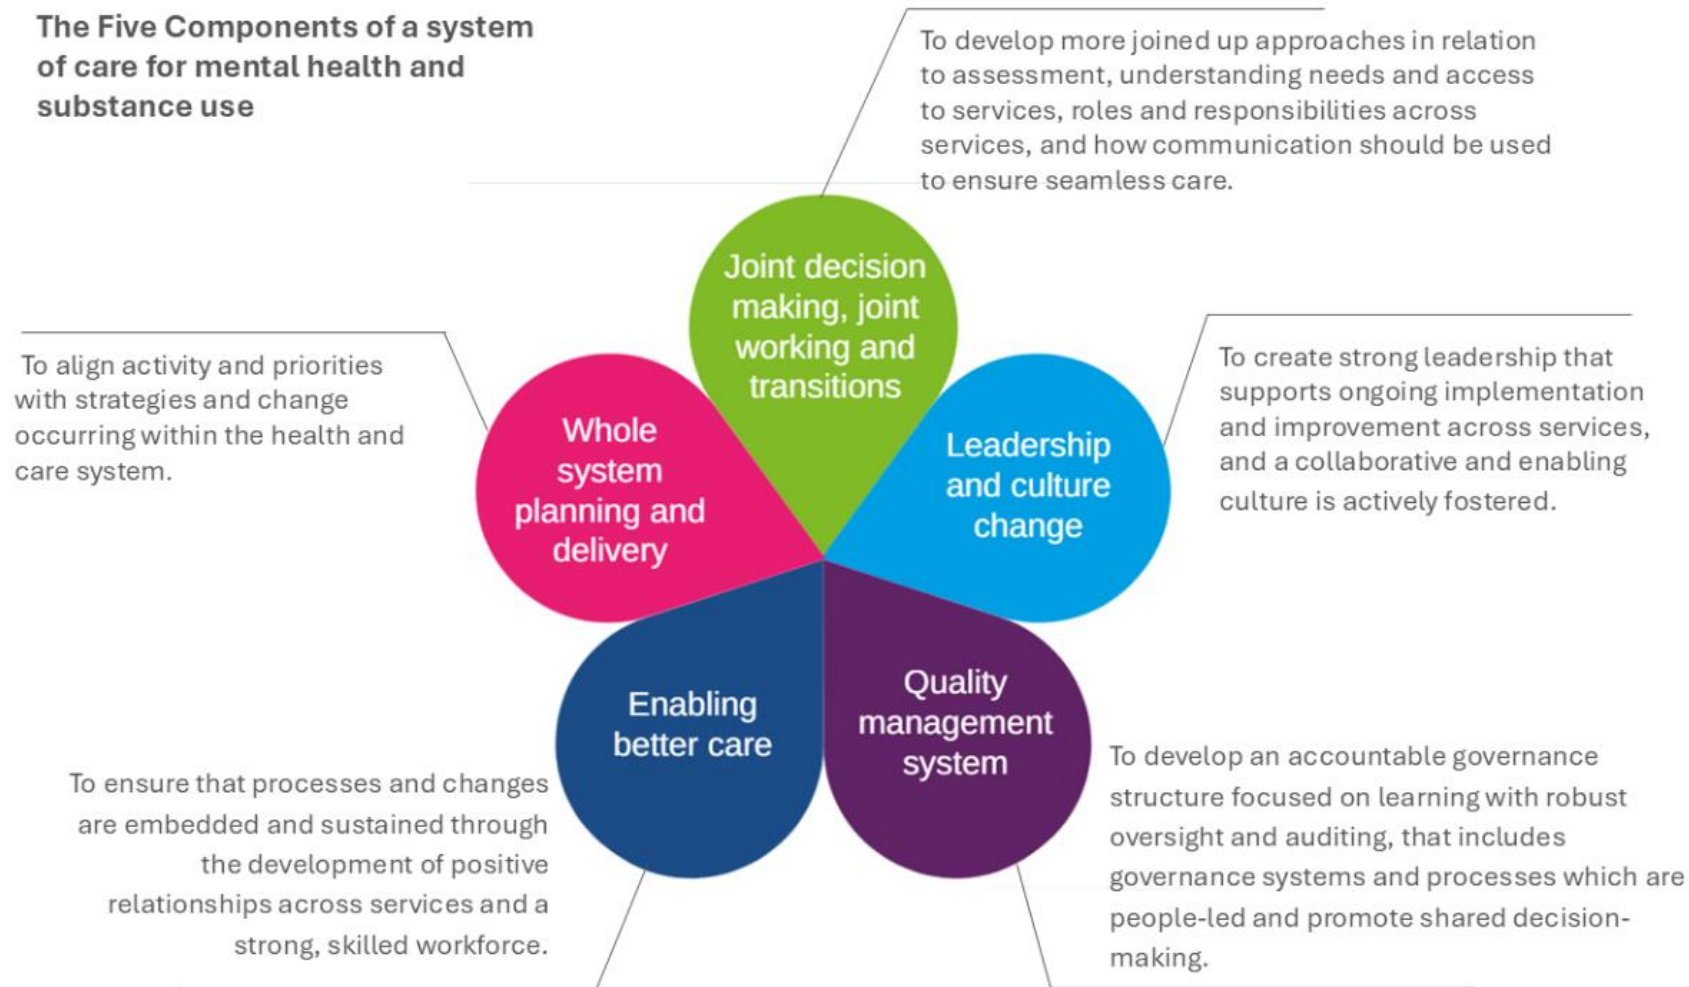 The Five Components of a system
of care for mental health and
substance use
To develop more joined up approaches in relation
to assessment, understanding needs and access
to services, roles and responsibilities across
services, and how communication should be used
to ensure seamless care.
Joint decision
making, joint
working and
transitions
To align activity and priorities
with strategies and change
occurring within the health and
care system.
Whole
system
planning and
delivery
Leadership
and culture
change
To create strong leadership that
supports ongoing implementation
and improvement across services,
and a collaborative and enabling
culture is actively fostered.
Enabling
better care
To ensure that processes and changes
are embedded and sustained through
the development of positive
relationships across services and a
strong, skilled workforce.
Quality
management
system
To develop an accountable governance
structure focused on learning with robust
oversight and auditing, that includes
governance systems and processes which are
people-led and promote shared decision-
making.